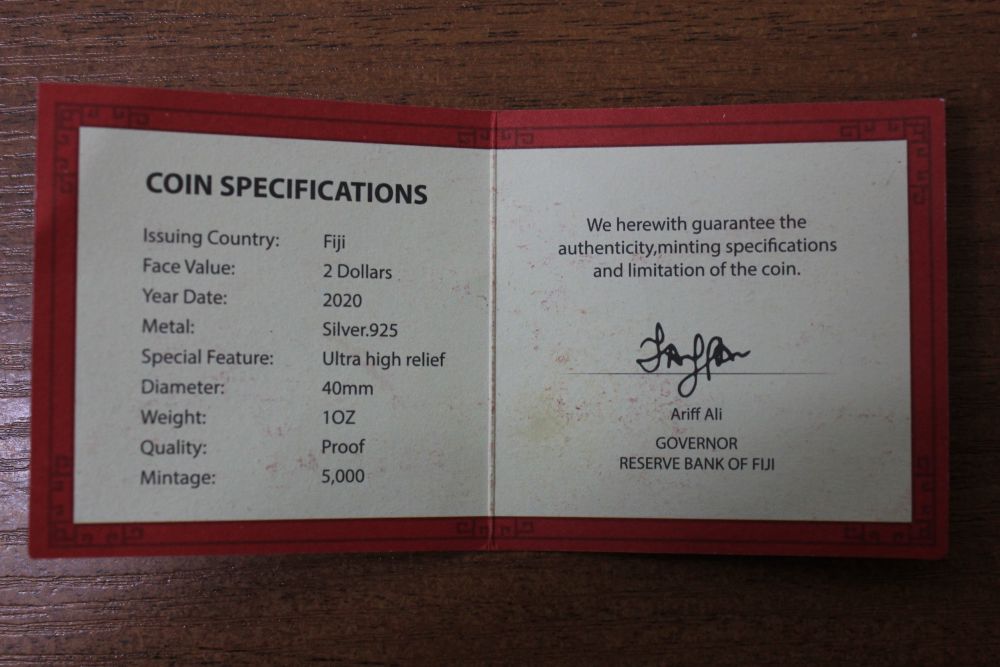 COIN SPECIFICATIONS
Issuing Country: Fiji
Face Value: 2 Dollars
Year Date: 2020
Metal: Silver.925
Special Feature: Ultra high relief
Diameter: 40mm
Weight: 1OZ
Quality: Proof
Mintage: 5,000
We herewith guarantee the
authenticity,minting specifications
and limitation of the coin.
Ariff Ali
GOVERNOR
RESERVE BANK OF FIJI